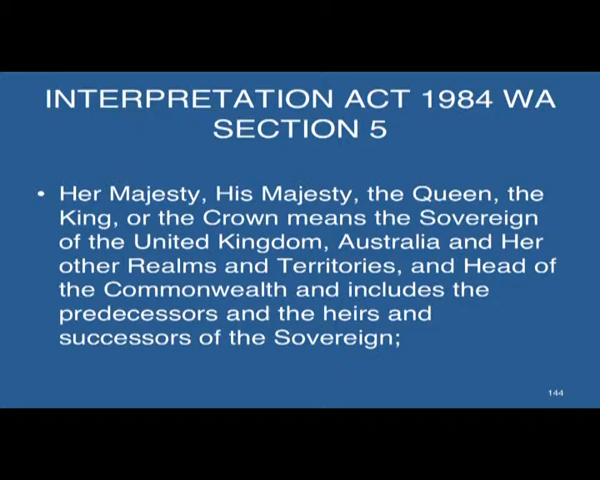 INTERPRETATION ACT 1984 WA
SECTION 5
• Her Majesty, His Majesty, the Queen, the
King, or the Crown means the Sovereign
of the United Kingdom, Australia and Her
other Realms and Territories, and Head of
the Commonwealth and includes the
predecessors and the heirs and
successors of the Sovereign;
144